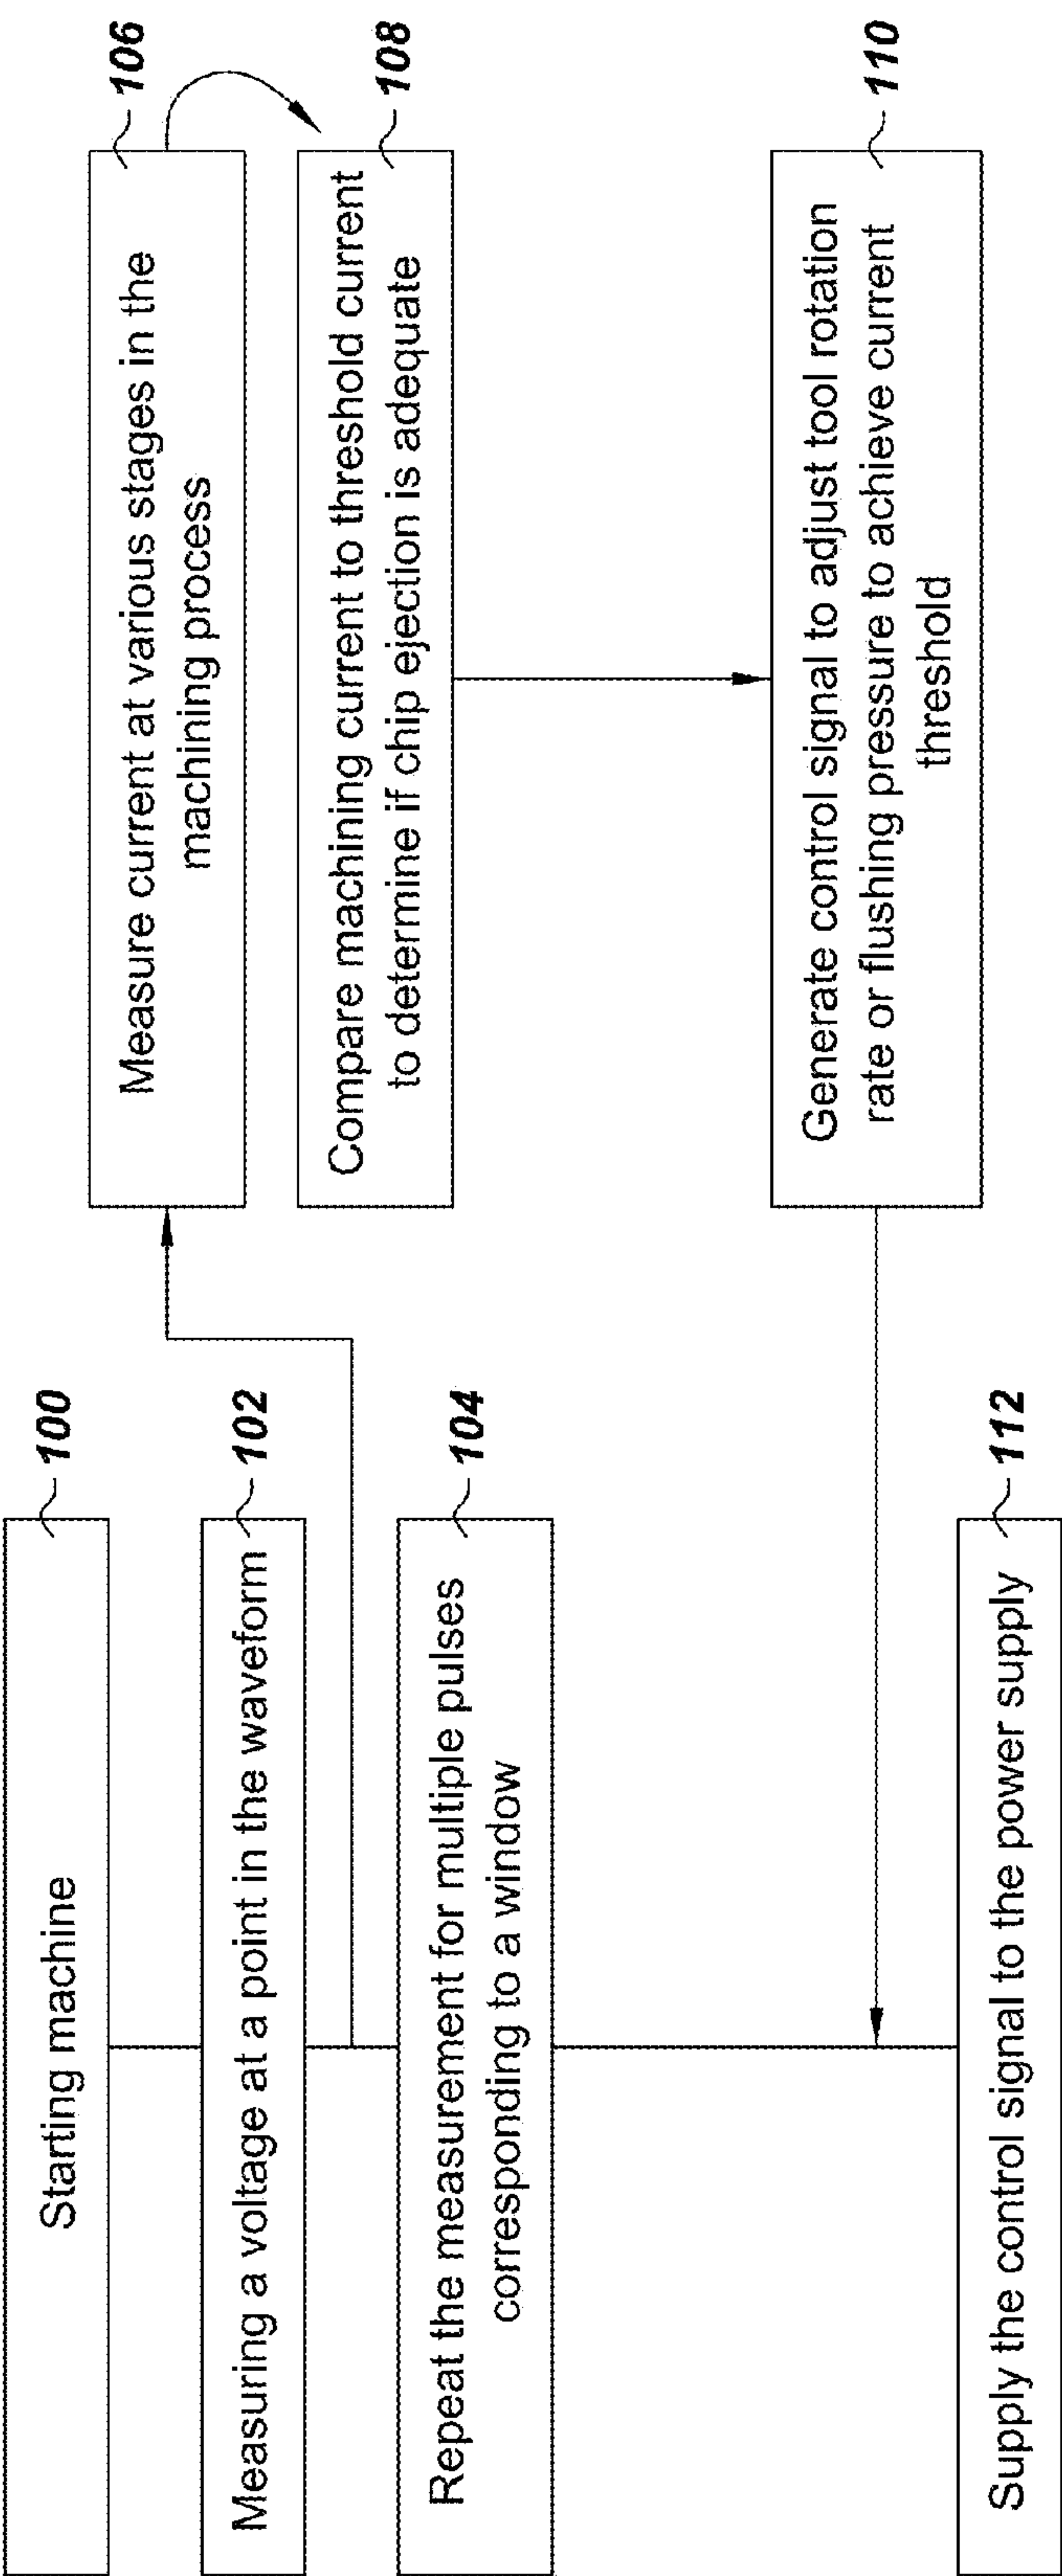 Starting machine
100
Measuring a voltage at a point in the waveform
102
Repeat the measurement for multiple pulses
corresponding to a window
104
Measure current at various stages in the
machining process
106
Compare machining current to threshold current
to determine if chip ejection is adequate
108
Generate control signal to adjust tool rotation
rate or flushing pressure to achieve current
threshold
110
Supply the control signal to the power supply
112